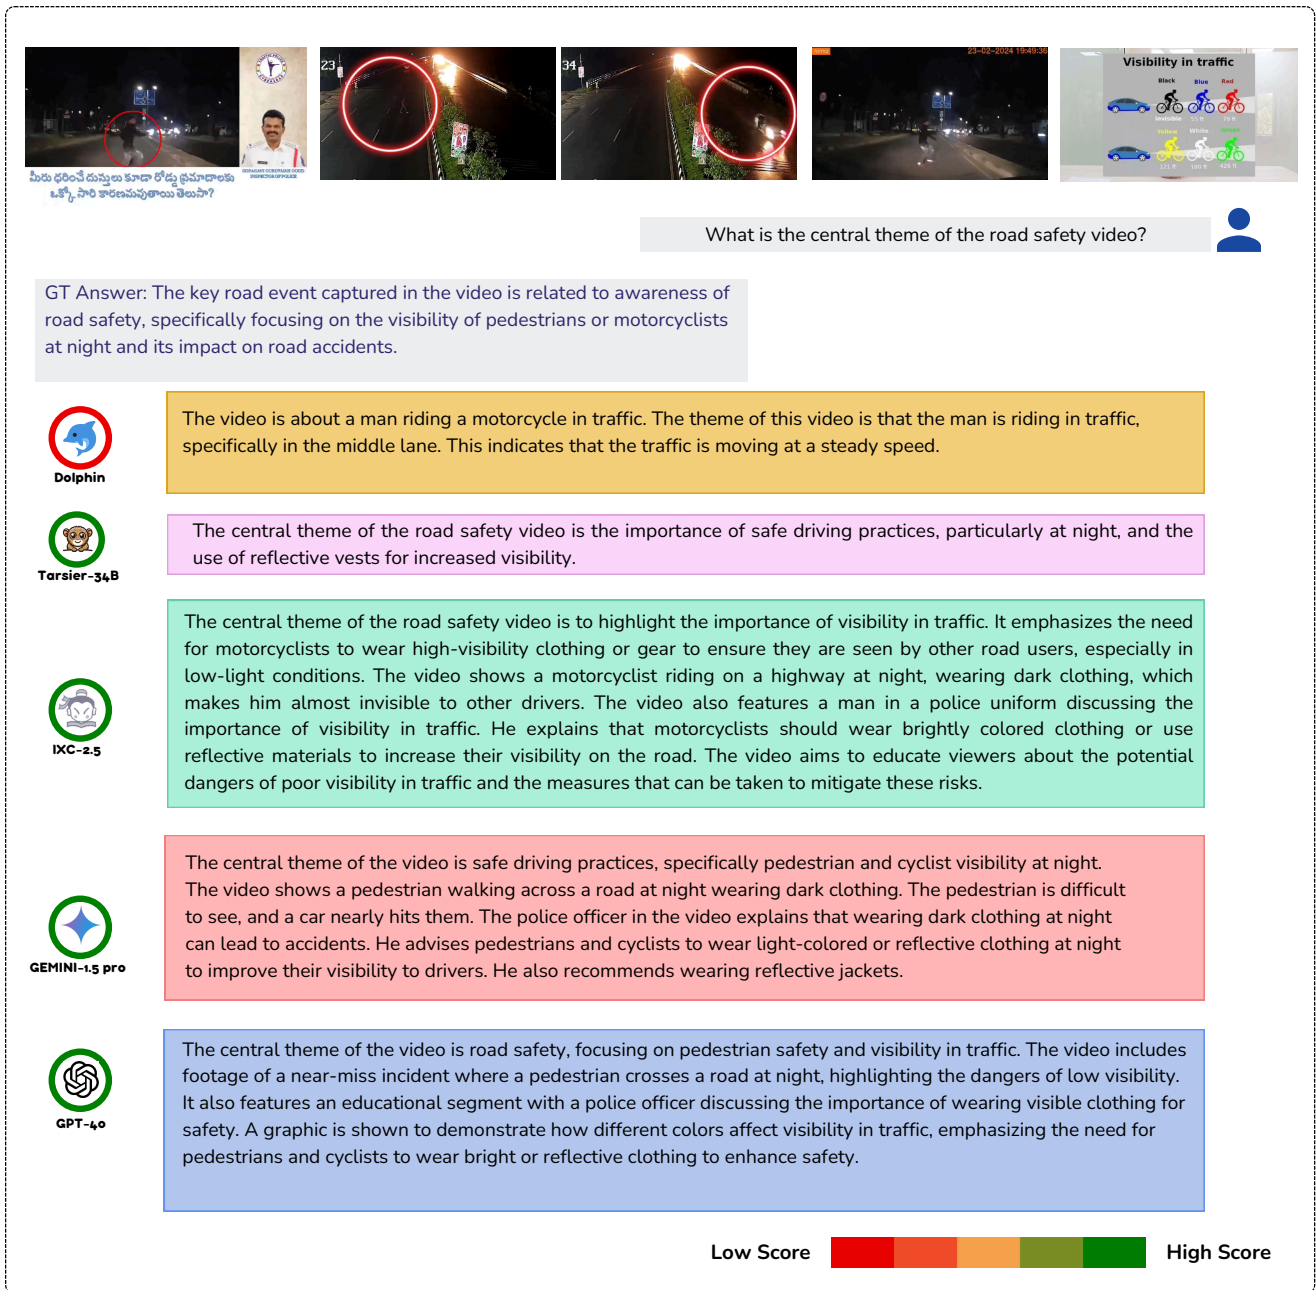 మీరు ధరించే దుస్తులు కూడా రోడ్డు ప్రమాదాలకు
ఒక్కో సారి కారణమవుతాయి తెలుసా?
INSPECTOR OF POLICE
23
34
23-02-2024 19:49:36
Visibility in traffic
Black Blue Red
Invisible 55 ft 79 ft
Yellow White Green
121 ft 180 ft 426 ft
What is the central theme of the road safety video?
GT Answer: The key road event captured in the video is related to awareness of
road safety, specifically focusing on the visibility of pedestrians or motorcyclists
at night and its impact on road accidents.
Dolphin
The video is about a man riding a motorcycle in traffic. The theme of this video is that the man is riding in traffic,
specifically in the middle lane. This indicates that the traffic is moving at a steady speed.
Tarsier-34B
The central theme of the road safety video is the importance of safe driving practices, particularly at night, and the
use of reflective vests for increased visibility.
IXC-2.5
The central theme of the road safety video is to highlight the importance of visibility in traffic. It emphasizes the need
for motorcyclists to wear high-visibility clothing or gear to ensure they are seen by other road users, especially in
low-light conditions. The video shows a motorcyclist riding on a highway at night, wearing dark clothing, which
makes him almost invisible to other drivers. The video also features a man in a police uniform discussing the
importance of visibility in traffic. He explains that motorcyclists should wear brightly colored clothing or use
reflective materials to increase their visibility on the road. The video aims to educate viewers about the potential
dangers of poor visibility in traffic and the measures that can be taken to mitigate these risks.
GEMINI-1.5 pro
The central theme of the video is safe driving practices, specifically pedestrian and cyclist visibility at night.
The video shows a pedestrian walking across a road at night wearing dark clothing. The pedestrian is difficult
to see, and a car nearly hits them. The police officer in the video explains that wearing dark clothing at night
can lead to accidents. He advises pedestrians and cyclists to wear light-colored or reflective clothing at night
to improve their visibility to drivers. He also recommends wearing reflective jackets.
GPT-4o
The central theme of the video is road safety, focusing on pedestrian safety and visibility in traffic. The video includes
footage of a near-miss incident where a pedestrian crosses a road at night, highlighting the dangers of low visibility.
It also features an educational segment with a police officer discussing the importance of wearing visible clothing for
safety. A graphic is shown to demonstrate how different colors affect visibility in traffic, emphasizing the need for
pedestrians and cyclists to wear bright or reflective clothing to enhance safety.
Low Score
High Score